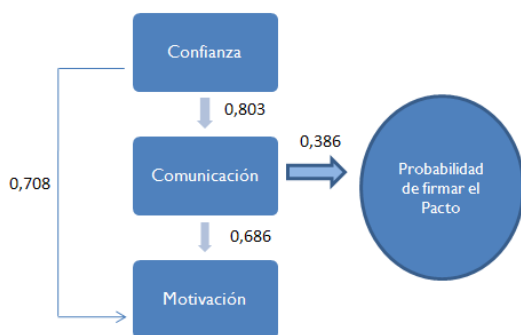 Confianza
0,803
0,386
Comunicación
Probabilidad
de firmar el
Pacto
0,708
0,686
Motivación